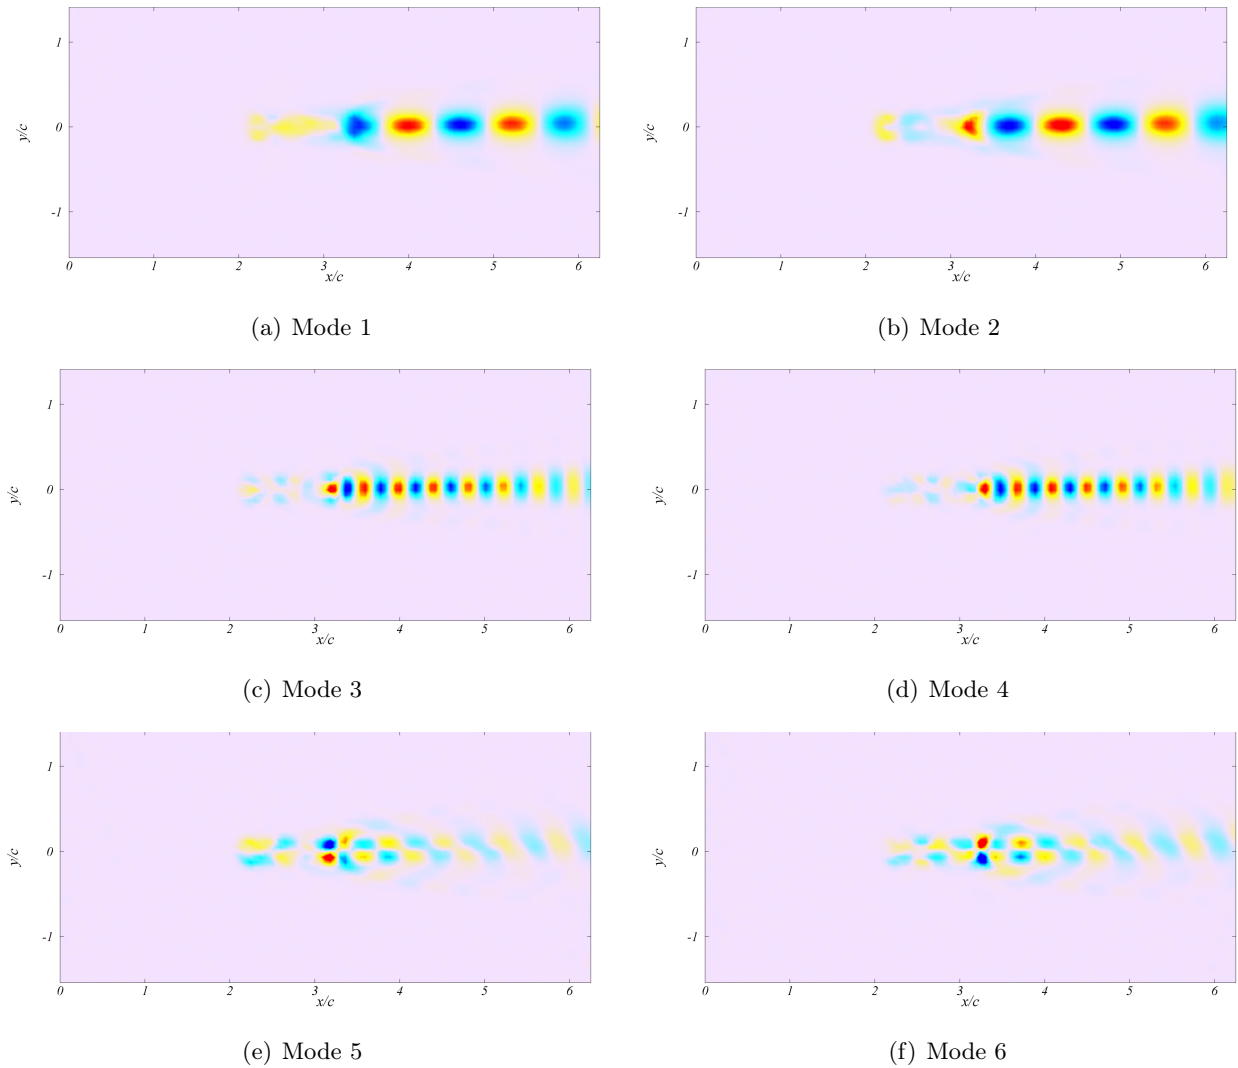 1
0
-1
y/c
0 1 2 3 4 5 6
x/c
(a) Mode 1
1
0
-1
y/c
0 1 2 3 4 5 6
x/c
(b) Mode 2
1
0
-1
y/c
0 1 2 3 4 5 6
x/c
(c) Mode 3
1
0
-1
y/c
0 1 2 3 4 5 6
x/c
(d) Mode 4
1
0
-1
y/c
0 1 2 3 4 5 6
x/c
(e) Mode 5
1
0
-1
y/c
0 1 2 3 4 5 6
x/c
(f) Mode 6